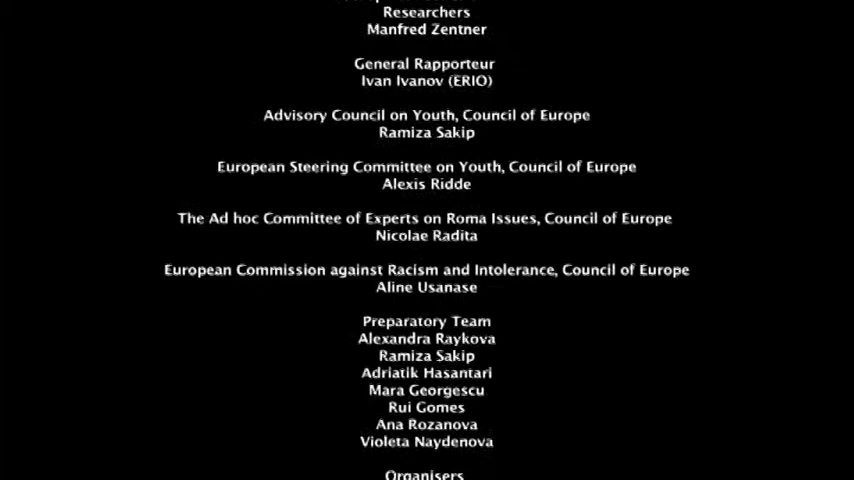 Researchers
Manfred Zentner
General Rapporteur
Ivan Ivanov (ERIO)
Advisory Council on Youth, Council of Europe
Ramiza Sakip
European Steering Committee on Youth, Council of Europe
Alexis Ridde
The Ad hoc Committee of Experts on Roma Issues, Council of Europe
Nicolae Radita
European Commission against Racism and Intolerance, Council of Europe
Aline Usanase
Preparatory Team
Alexandra Raykova
Ramiza Sakip
Adriatik Hasantari
Mara Georgescu
Rui Gomes
Ana Rozanova
Violeta Naydenova
Organisers